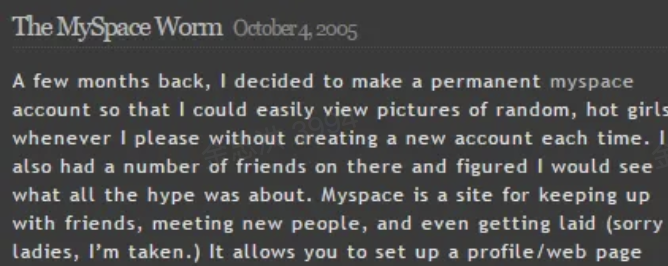 The MySpace Worm October 4, 2005
A few months back, I decided to make a permanent myspace
account so that I could easily view pictures of random, hot girls
whenever I please without creating a new account each time. I
also had a number of friends on there and figured I would see
what all the hype was about. Myspace is a site for keeping up
with friends, meeting new people, and even getting laid (sorry
ladies, I'm taken.) It allows you to set up a profile/web page